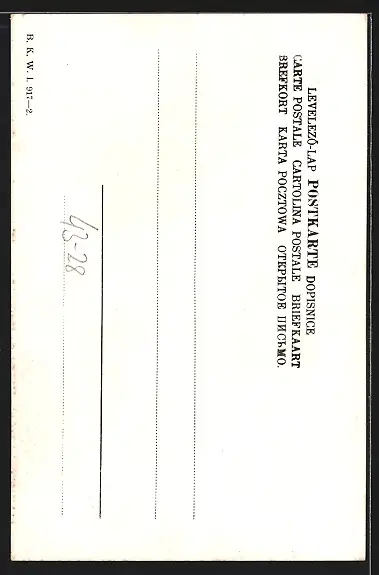 LEVELEZŐ-LAP POSTKARTE DOPISNICE
CARTE POSTALE CARTOLINA POSTALE BRIEFKAART
BREFKORT KARTA POCZTOWA ОТКРЫТОЕ ПИСЬМО.
43-28
B. K. W. I. 917—2.